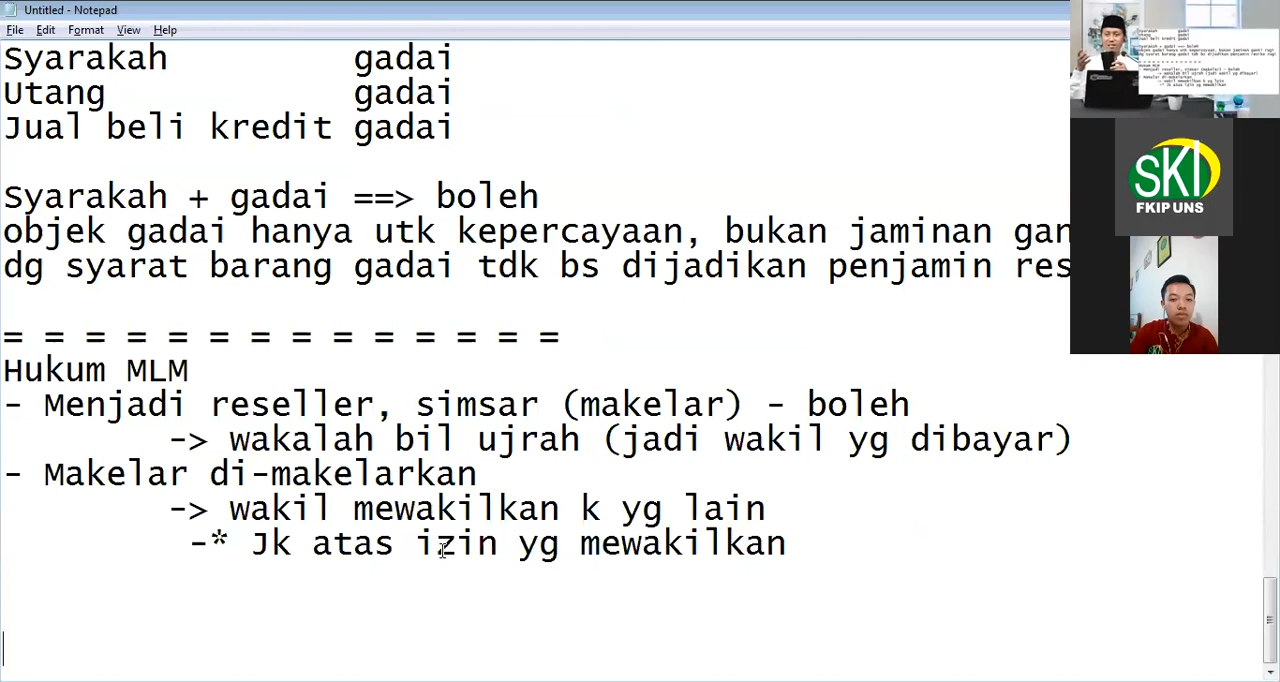 Untitled - Notepad
File Edit Format View Help
Syarakah gadai
Utang gadai
Jual beli kredit gadai
Syarakah + gadai ==> boleh
objek gadai hanya utk kepercayaan, bukan jaminan gan
dg syarat barang gadai tdk bs dijadikan penjamin res
= = = = = = = = = = = = = =
Hukum MLM
- Menjadi reseller, simsar (makelar) - boleh
-> wakalah bil ujrah (jadi wakil yg dibayar)
- Makelar di-makelarkan
-> wakil mewakilkan k yg lain
-* Jk atas izin yg mewakilkan
SKI
FKIP UNS